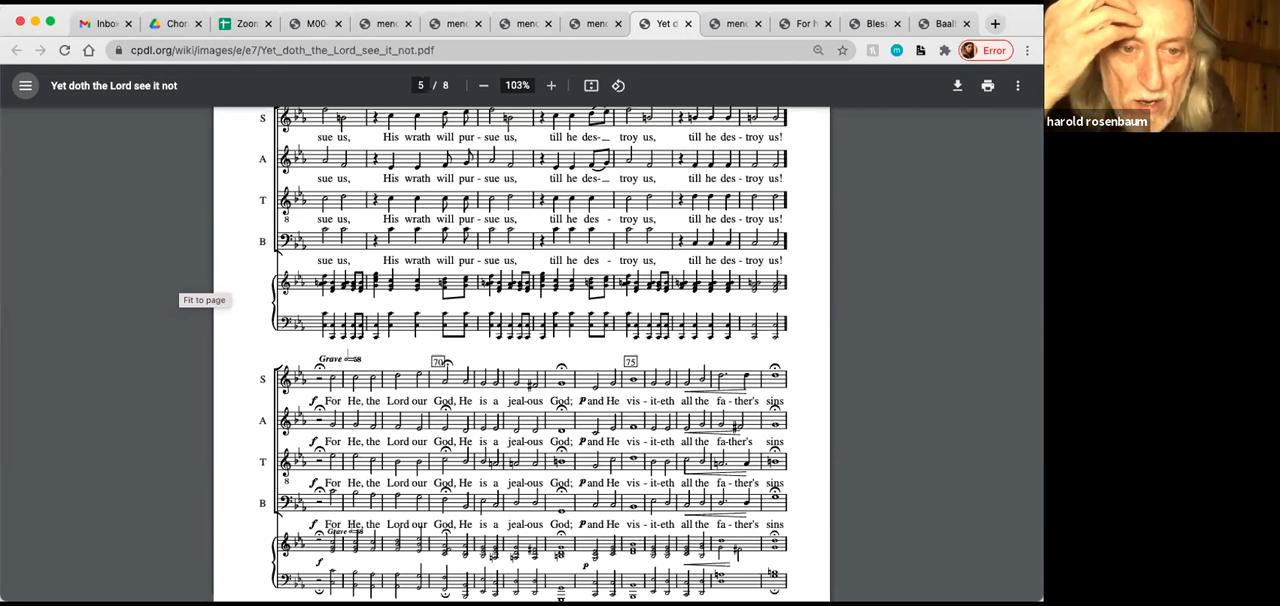 Inbox
Chora
Zoom
M00-
mend
mend
mend
mend
Yet d
mend
For h
Bless
Baal!
cpdl.org/wiki/images/e/e7/Yet_doth_the_Lord_see_it_not.pdf
Error
Yet doth the Lord see it not
5 / 8
103%
harold rosenbaum
S
sue us, His wrath will pur - sue us, till he des- troy us, till he des - troy us!
A
sue us, His wrath will pur - sue us, till he des- troy us, till he des - troy us!
T
8
sue us, His wrath will pur - sue us, till he des - troy us, till he des - troy us!
B
sue us, His wrath will pur - sue us, till he des - troy us, till he des - troy us!
Fit to page
Grave
70
75
S
f For He, the Lord our God, He is a jeal-ous God; p and He vis - it-eth all the fa - ther's sins
A
f For He, the Lord our God, He is a jeal-ous God; p and He vis - it-eth all the fa-ther's sins
T
8
f For He, the Lord our God, He is a jeal-ous God; p and He vis - it-eth all the fa - ther's sins
B
f For He, the Lord our God, He is a jeal-ous God; p and He vis - it-eth all the fa - ther's sins
Grave
f
p